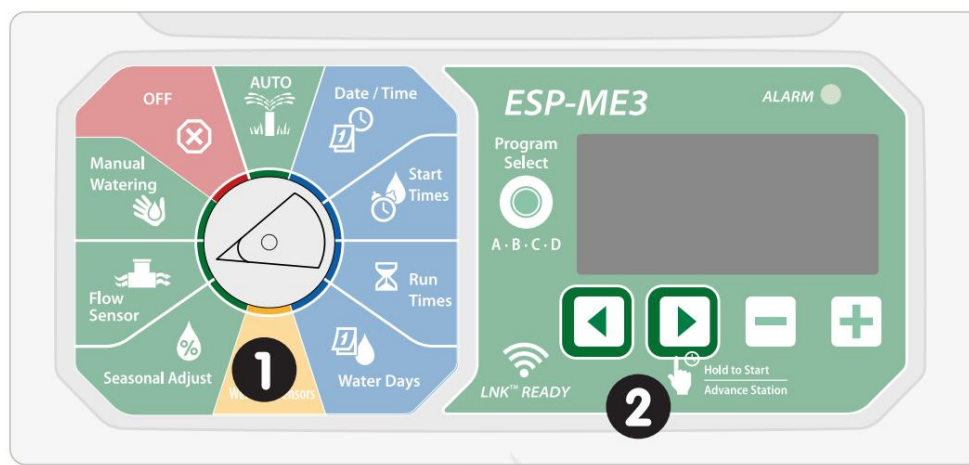 OFF
AUTO
Date / Time
Manual
Watering
Start
Times
Flow
Sensor
Run
Times
Seasonal Adjust
1
Water Days
ESP-ME3
ALARM
Program
Select
A · B · C · D
LNK™ READY
Hold to Start
Advance Station
2